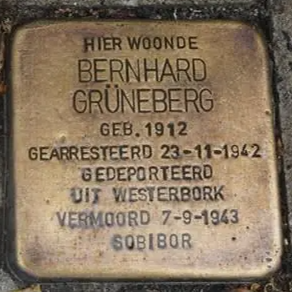 HIER WOONDE
BERNHARD
GRÜNEBERG
GEB. 1912
GEARRESTEERD 23-11-1942
GEDEPORTEERD
UIT WESTERBORK
VERMOORD 7-9-1943
SOBIBOR